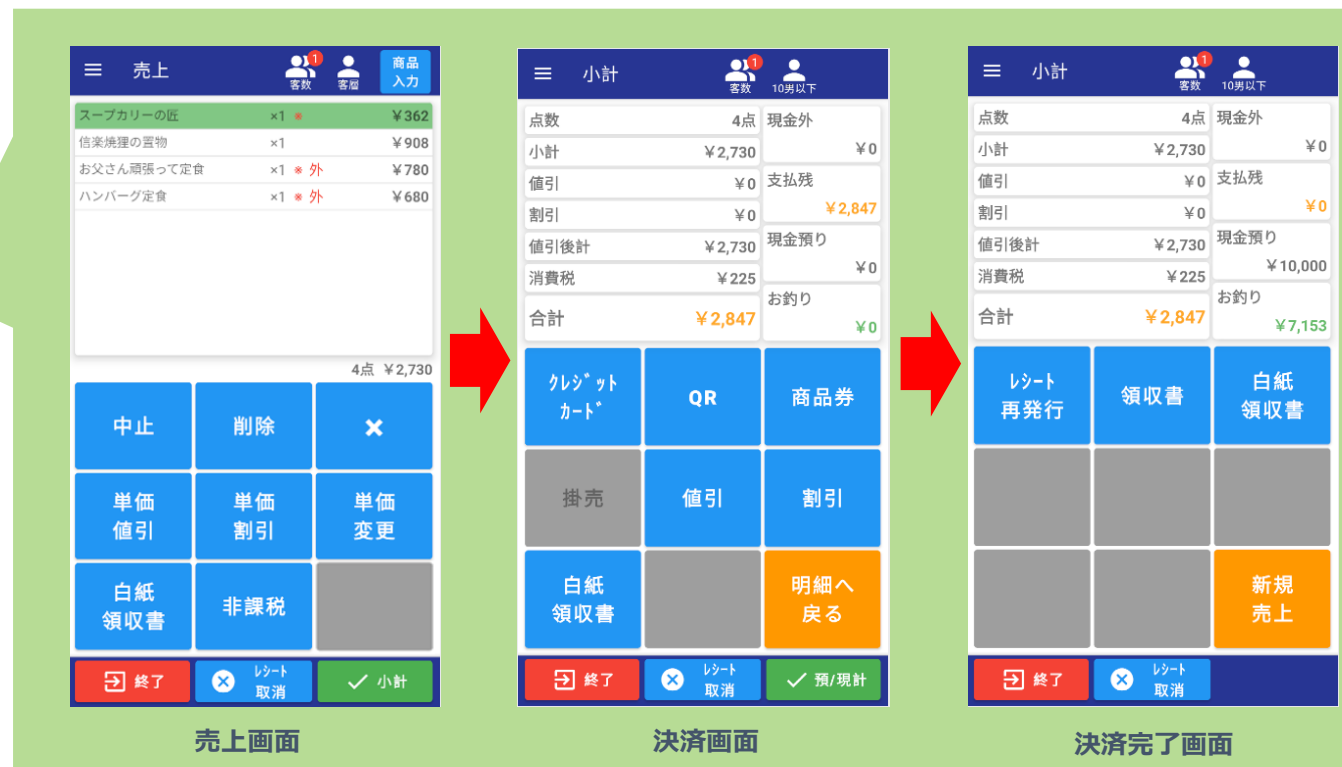 売上
1
客数
客層
商品
入力
スープカリーの匠 ×1 ※ ￥362
信楽焼理の置物 ×1 ￥908
お父さん頑張って定食 ×1 ※ 外 ￥780
ハンバーグ定食 ×1 ※ 外 ￥680
4点 ￥2,730
中止
削除
×
単価
値引
単価
割引
単価
変更
白紙
領収書
非課税
終了
ﾚｼｰﾄ
取消
小計
売上画面
小計
1
客数
10男以下
点数 4点
小計 ￥2,730
値引 ￥0
割引 ￥0
値引後計 ￥2,730
消費税 ￥225
合計 ￥2,847
現金外
￥0
支払残
￥2,847
現金預り
￥0
お釣り
￥0
ｸﾚｼﾞｯﾄ
ｶｰﾄﾞ
QR
商品券
掛売
値引
割引
白紙
領収書
明細へ
戻る
終了
ﾚｼｰﾄ
取消
預/現計
決済画面
小計
1
客数
10男以下
点数 4点
小計 ￥2,730
値引 ￥0
割引 ￥0
値引後計 ￥2,730
消費税 ￥225
合計 ￥2,847
現金外
￥0
支払残
￥0
現金預り
￥10,000
お釣り
￥7,153
ﾚｼｰﾄ
再発行
領収書
白紙
領収書
新規
売上
終了
ﾚｼｰﾄ
取消
決済完了画面